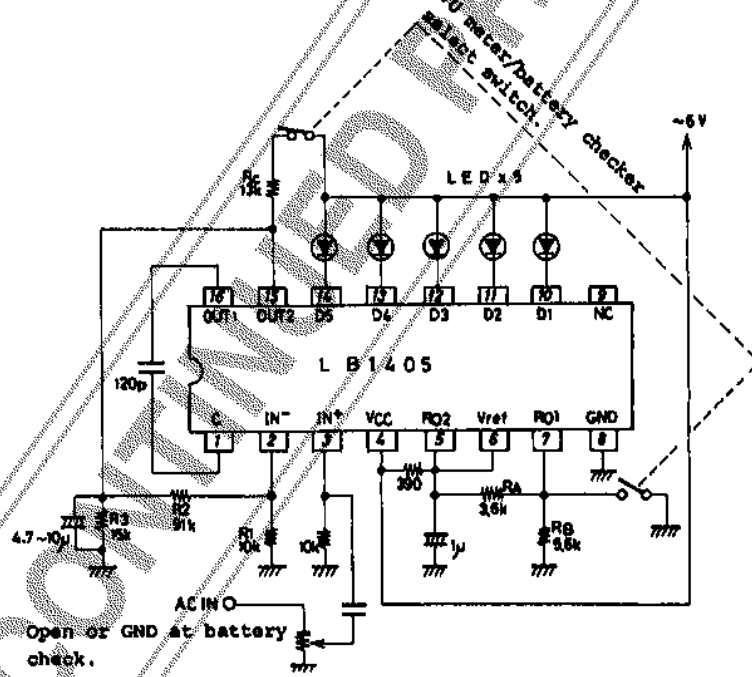 meter/battery checker
select switch.
~6V
LED x 5
16 15 14 13 12 11 10 9
OUT1 OUT2 D5 D4 D3 D2 D1 NC
LB1405
120p
C IN⁻ IN⁺ VCC RO2 Vref RO1 GND
1 2 3 4 5 6 7 8
390
RA
3.6k
R2
91k
4.7~10μ
R3
15k
R1
10k
10k
1μ
RB
5.6k
AC IN
Open or GND at battery
check.